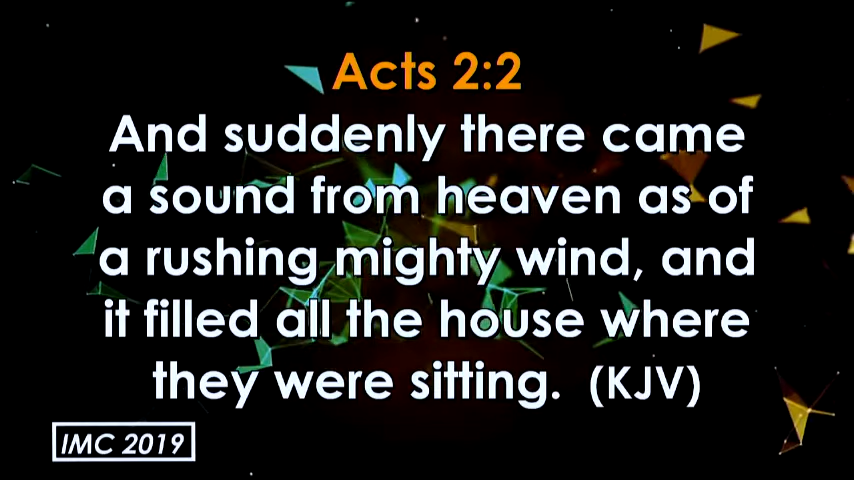 Acts 2:2
And suddenly there came
a sound from heaven as of
a rushing mighty wind, and
it filled all the house where
they were sitting. (KJV)
IMC 2019